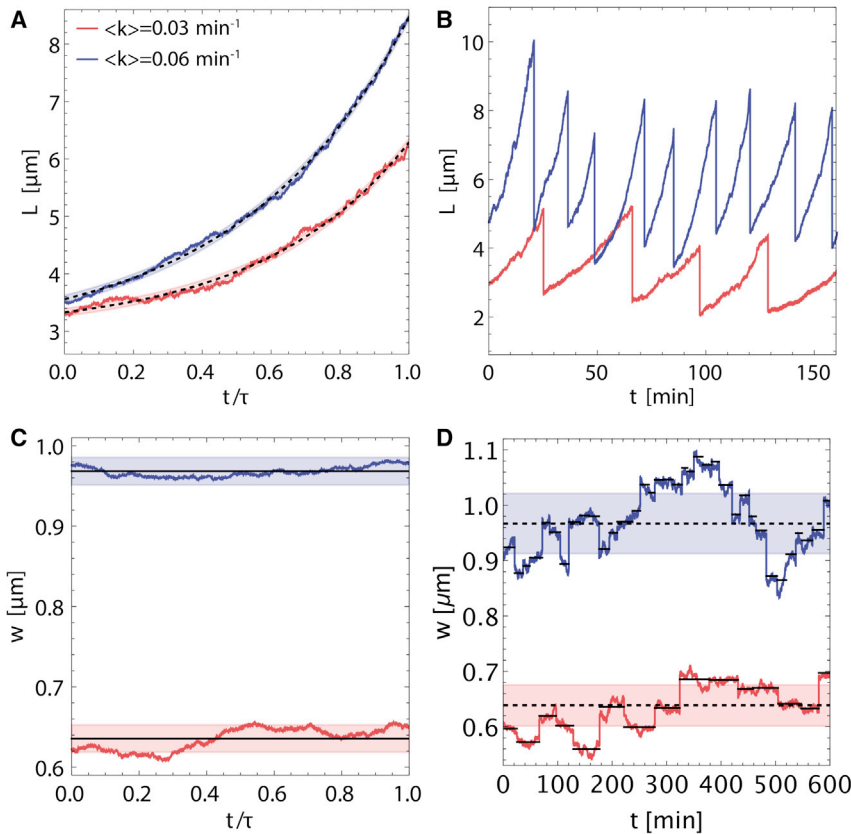 A
<k>=0.03 min⁻¹
<k>=0.06 min⁻¹
8
7
6
5
4
3
L [μm]
0.0 0.2 0.4 0.6 0.8 1.0
t/τ
B
10
8
6
4
2
L [μm]
0 50 100 150
t [min]
C
1.0
0.9
0.8
0.7
0.6
w [μm]
0.0 0.2 0.4 0.6 0.8 1.0
t/τ
D
1.1
1.0
0.9
0.8
0.7
0.6
w [μm]
0 100 200 300 400 500 600
t [min]